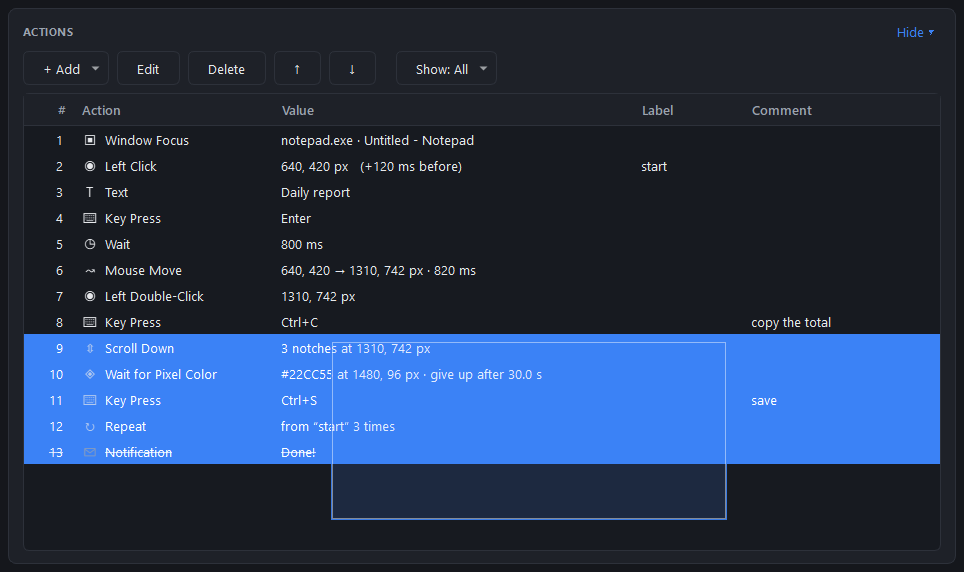 ACTIONS
Hide ▾
+ Add Edit Delete ↑ ↓ Show: All
# Action Value Label Comment
1 Window Focus notepad.exe · Untitled - Notepad
2 Left Click 640, 420 px (+120 ms before) start
3 T Text Daily report
4 Key Press Enter
5 Wait 800 ms
6 Mouse Move 640, 420 → 1310, 742 px · 820 ms
7 Left Double-Click 1310, 742 px
8 Key Press Ctrl+C copy the total
9 Scroll Down 3 notches at 1310, 742 px
10 Wait for Pixel Color #22CC55 at 1480, 96 px · give up after 30.0 s
11 Key Press Ctrl+S save
12 Repeat from “start” 3 times
13 Notification Done!